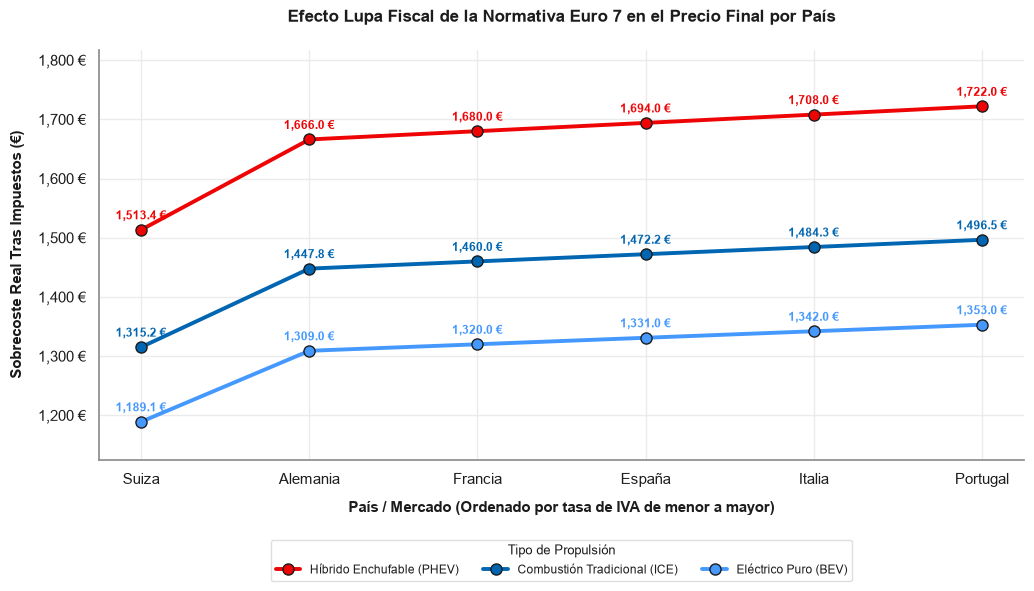 Efecto Lupa Fiscal de la Normativa Euro 7 en el Precio Final por País
Sobrecoste Real Tras Impuestos (€)
1,800 €
1,700 €
1,600 €
1,500 €
1,400 €
1,300 €
1,200 €
1,513.4 €
1,666.0 €
1,680.0 €
1,694.0 €
1,708.0 €
1,722.0 €
1,315.2 €
1,447.8 €
1,460.0 €
1,472.2 €
1,484.3 €
1,496.5 €
1,189.1 €
1,309.0 €
1,320.0 €
1,331.0 €
1,342.0 €
1,353.0 €
Suiza
Alemania
Francia
España
Italia
Portugal
País / Mercado (Ordenado por tasa de IVA de menor a mayor)
Tipo de Propulsión
Híbrido Enchufable (PHEV)
Combustión Tradicional (ICE)
Eléctrico Puro (BEV)